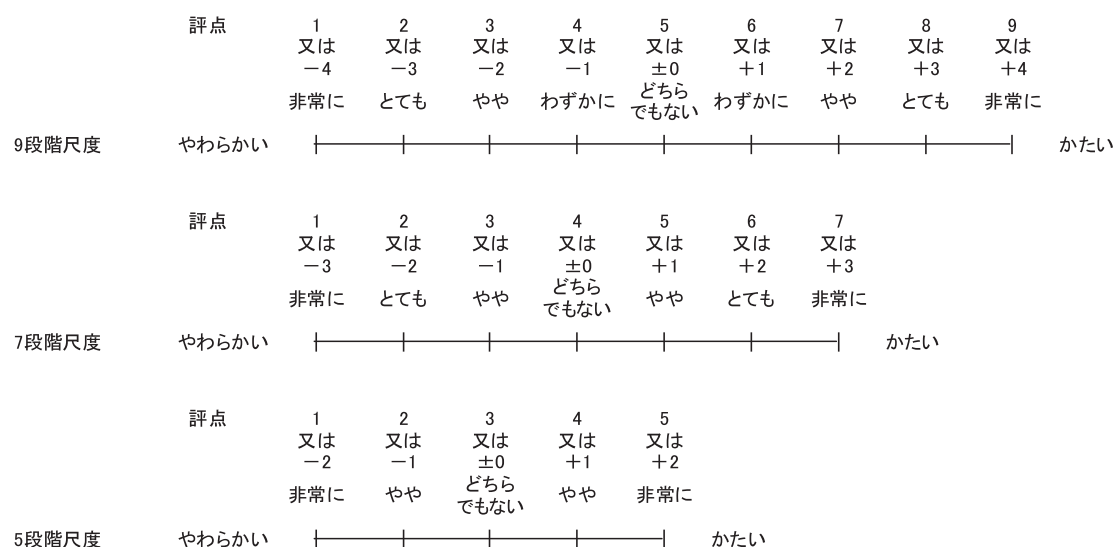 評点 1 2 3 4 5 6 7 8 9
又は 又は 又は 又は 又は 又は 又は 又は 又は
−4 −3 −2 −1 ±0 +1 +2 +3 +4
非常に とても やや わずかに どちら わずかに やや とても 非常に
でもない
9段階尺度 やわらかい かたい
評点 1 2 3 4 5 6 7
又は 又は 又は 又は 又は 又は 又は
−3 −2 −1 ±0 +1 +2 +3
非常に とても やや どちら やや とても 非常に
でもない
7段階尺度 やわらかい かたい
評点 1 2 3 4 5
又は 又は 又は 又は 又は
−2 −1 ±0 +1 +2
非常に やや どちら やや 非常に
でもない
5段階尺度 やわらかい かたい